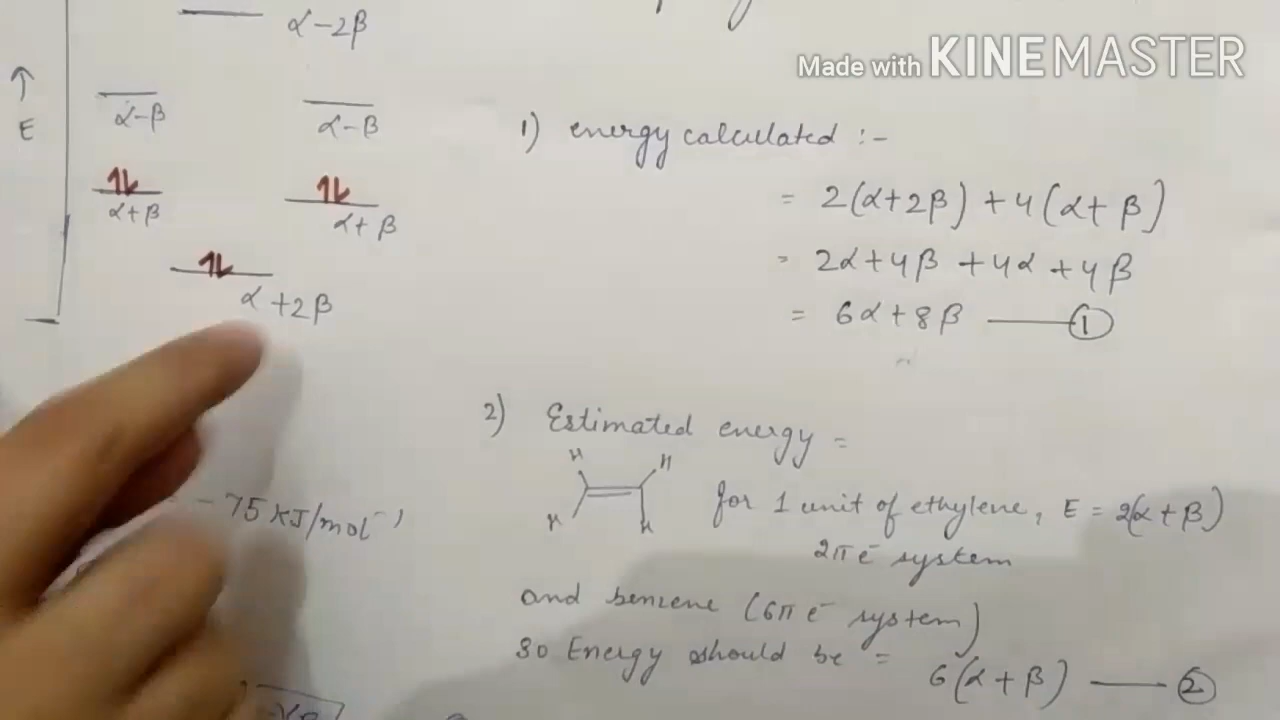 α-2β
Made with KINEMASTER
↑
E
α-β
α-β
1) energy calculated :-
α+β
α+β
= 2(α+2β) + 4(α+β)
= 2α+4β +4α +4β
α+2β
= 6α+8β —— ①
2) Estimated energy =
H H
H H
for 1 unit of ethylene, E = 2(α+β)
-75 KJ/mol⁻¹
2π e⁻ system
and benzene (6π e⁻ system)
so Energy should be =
6(α+β) —— ②